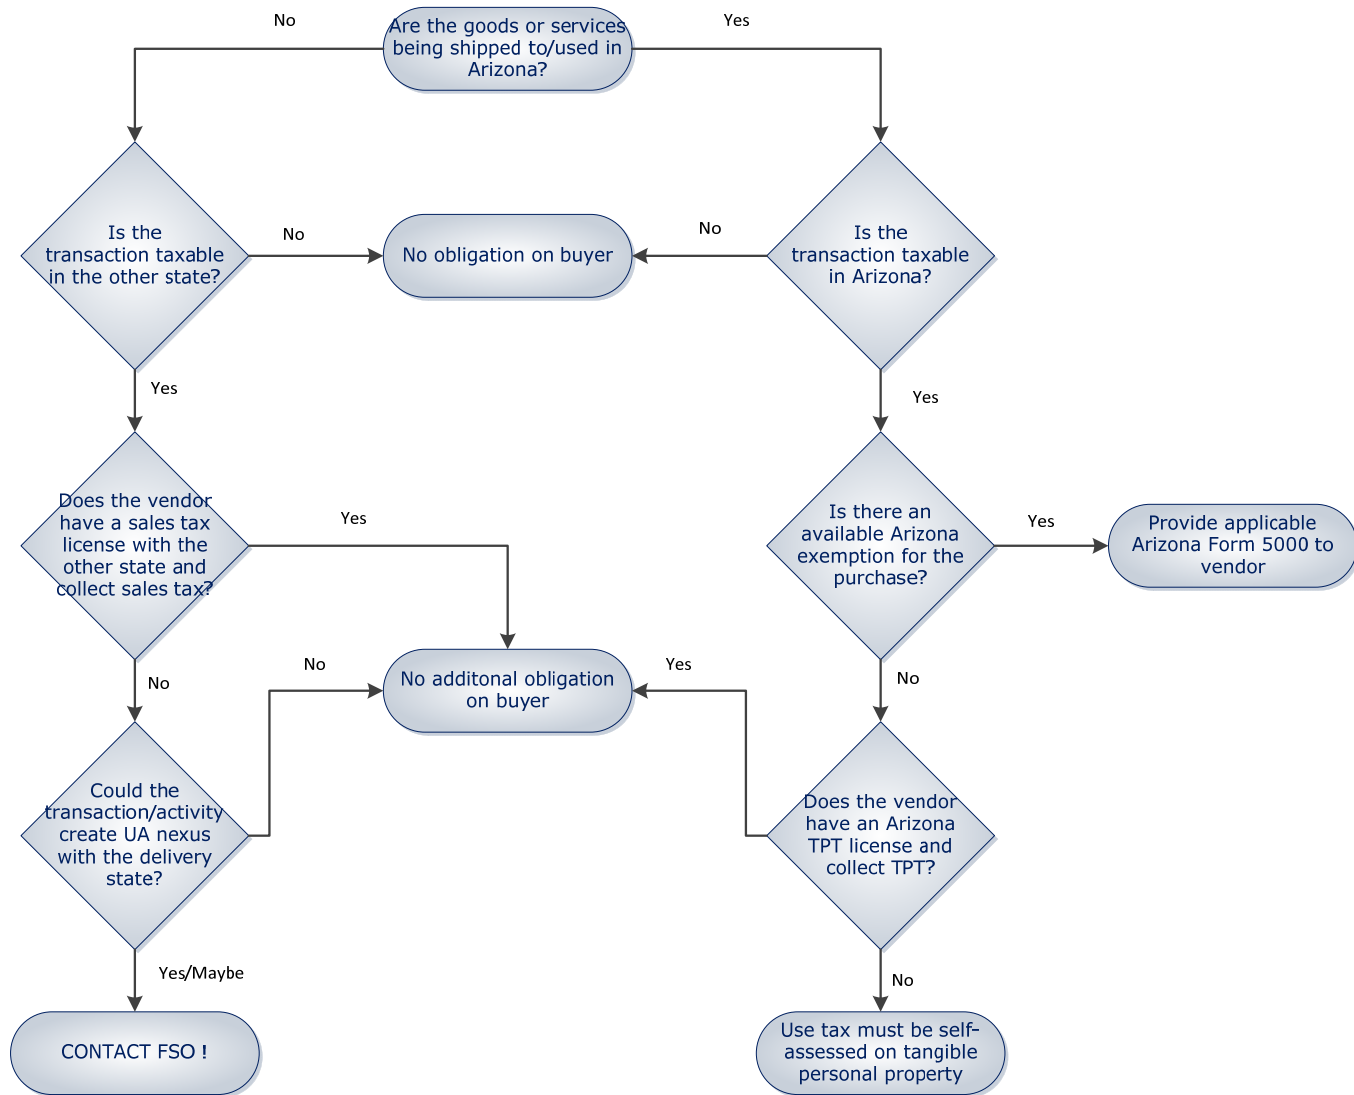 No
Are the goods or services
being shipped to/used in
Arizona?
Yes
Is the
transaction taxable
in the other state?
No
No obligation on buyer
No
Is the
transaction taxable
in Arizona?
Yes
Yes
Does the vendor
have a sales tax
license with the
other state and
collect sales tax?
Yes
Is there an
available Arizona
exemption for the
purchase?
Yes
Provide applicable
Arizona Form 5000 to
vendor
No
No
No additonal obligation
on buyer
Yes
No
Could the
transaction/activity
create UA nexus
with the delivery
state?
Does the vendor
have an Arizona
TPT license and
collect TPT?
Yes/Maybe
No
CONTACT FSO !
Use tax must be self-
assessed on tangible
personal property